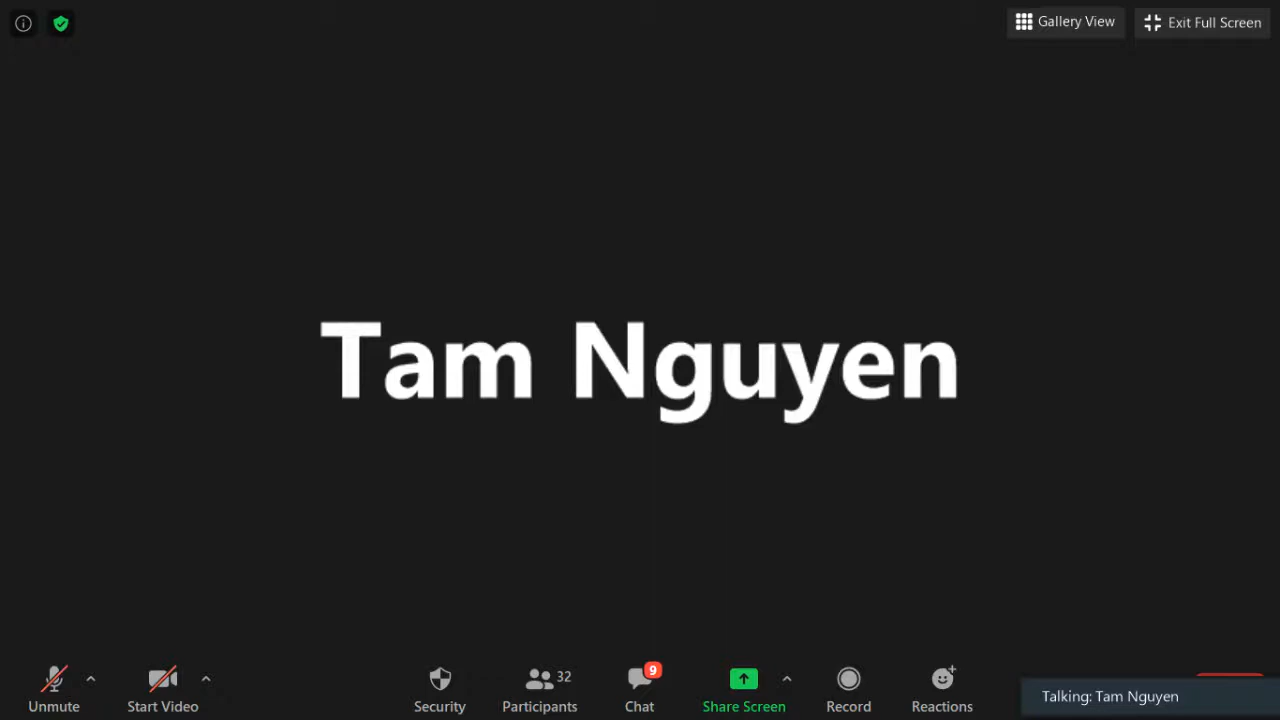 Gallery View
Exit Full Screen
Tam Nguyen
Unmute
Start Video
Security
Participants
32
Chat
9
Share Screen
Record
Reactions
Talking: Tam Nguyen